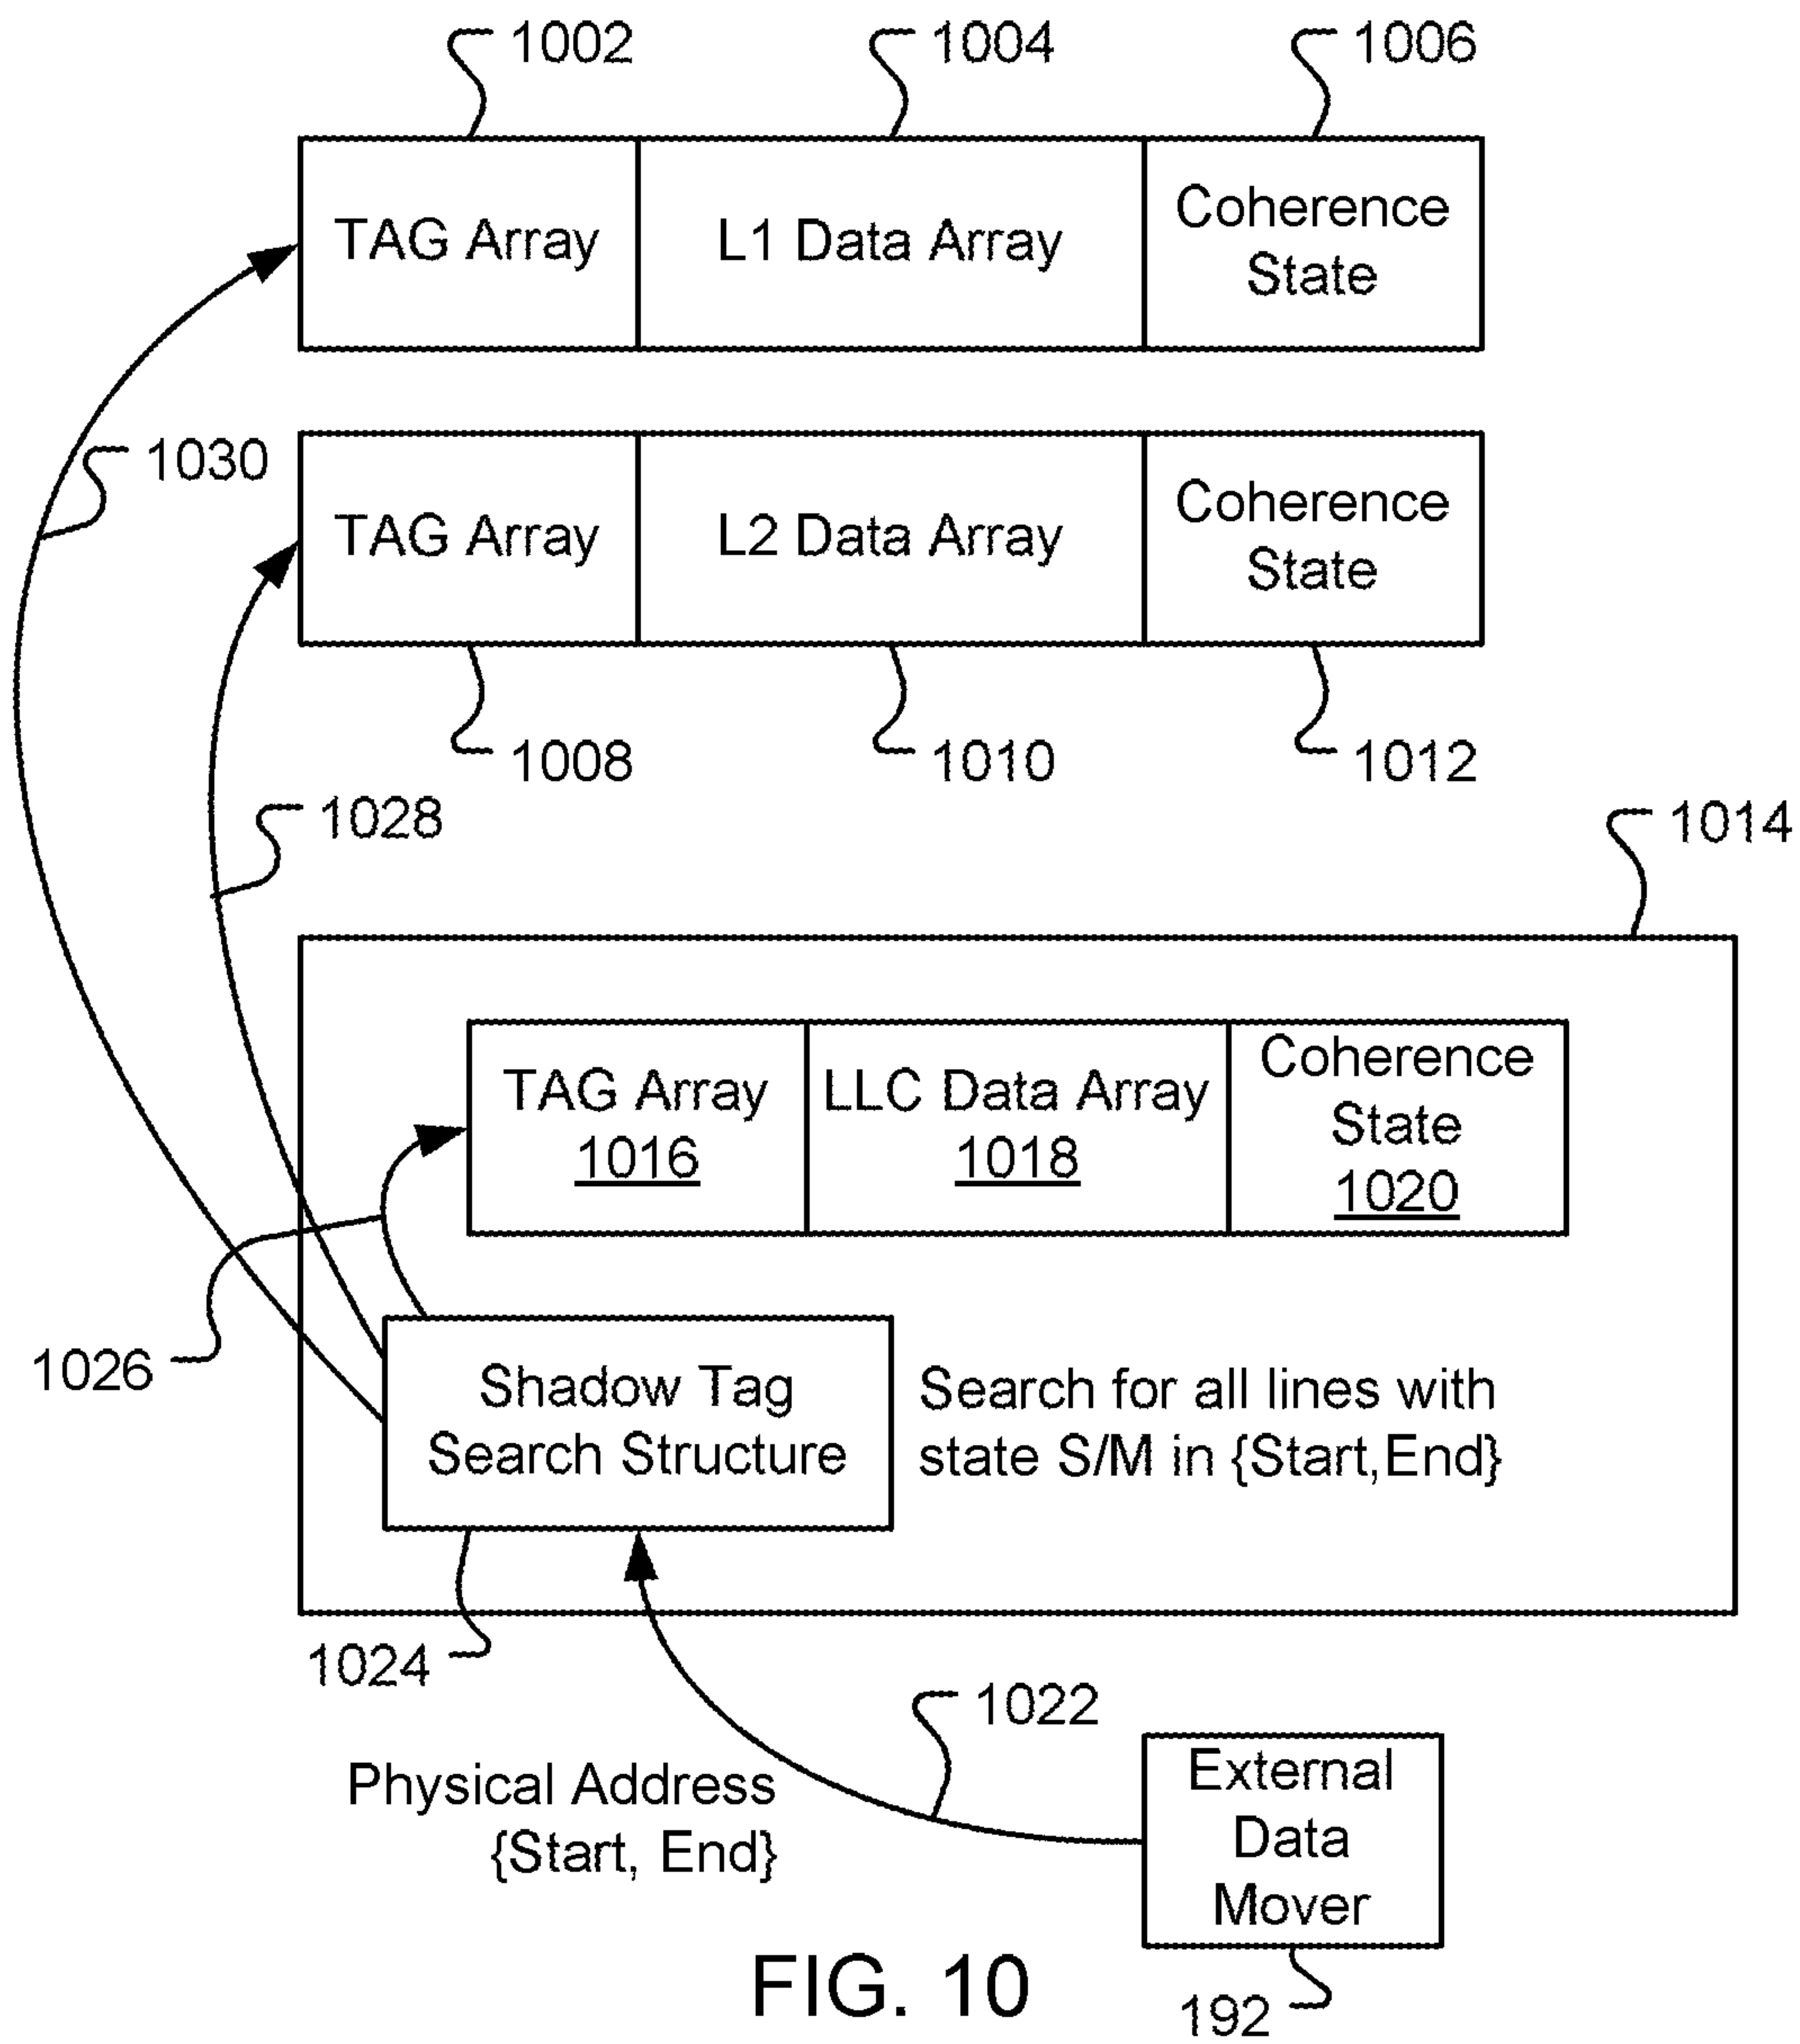 1002
1004
1006
TAG Array
L1 Data Array
Coherence
State
1030
TAG Array
L2 Data Array
Coherence
State
1008
1010
1012
1028
1014
TAG Array
1016
LLC Data Array
1018
Coherence
State
1020
1026
Shadow Tag
Search Structure
Search for all lines with
state S/M in {Start,End}
1024
1022
Physical Address
{Start, End}
External
Data
Mover
192
FIG. 10